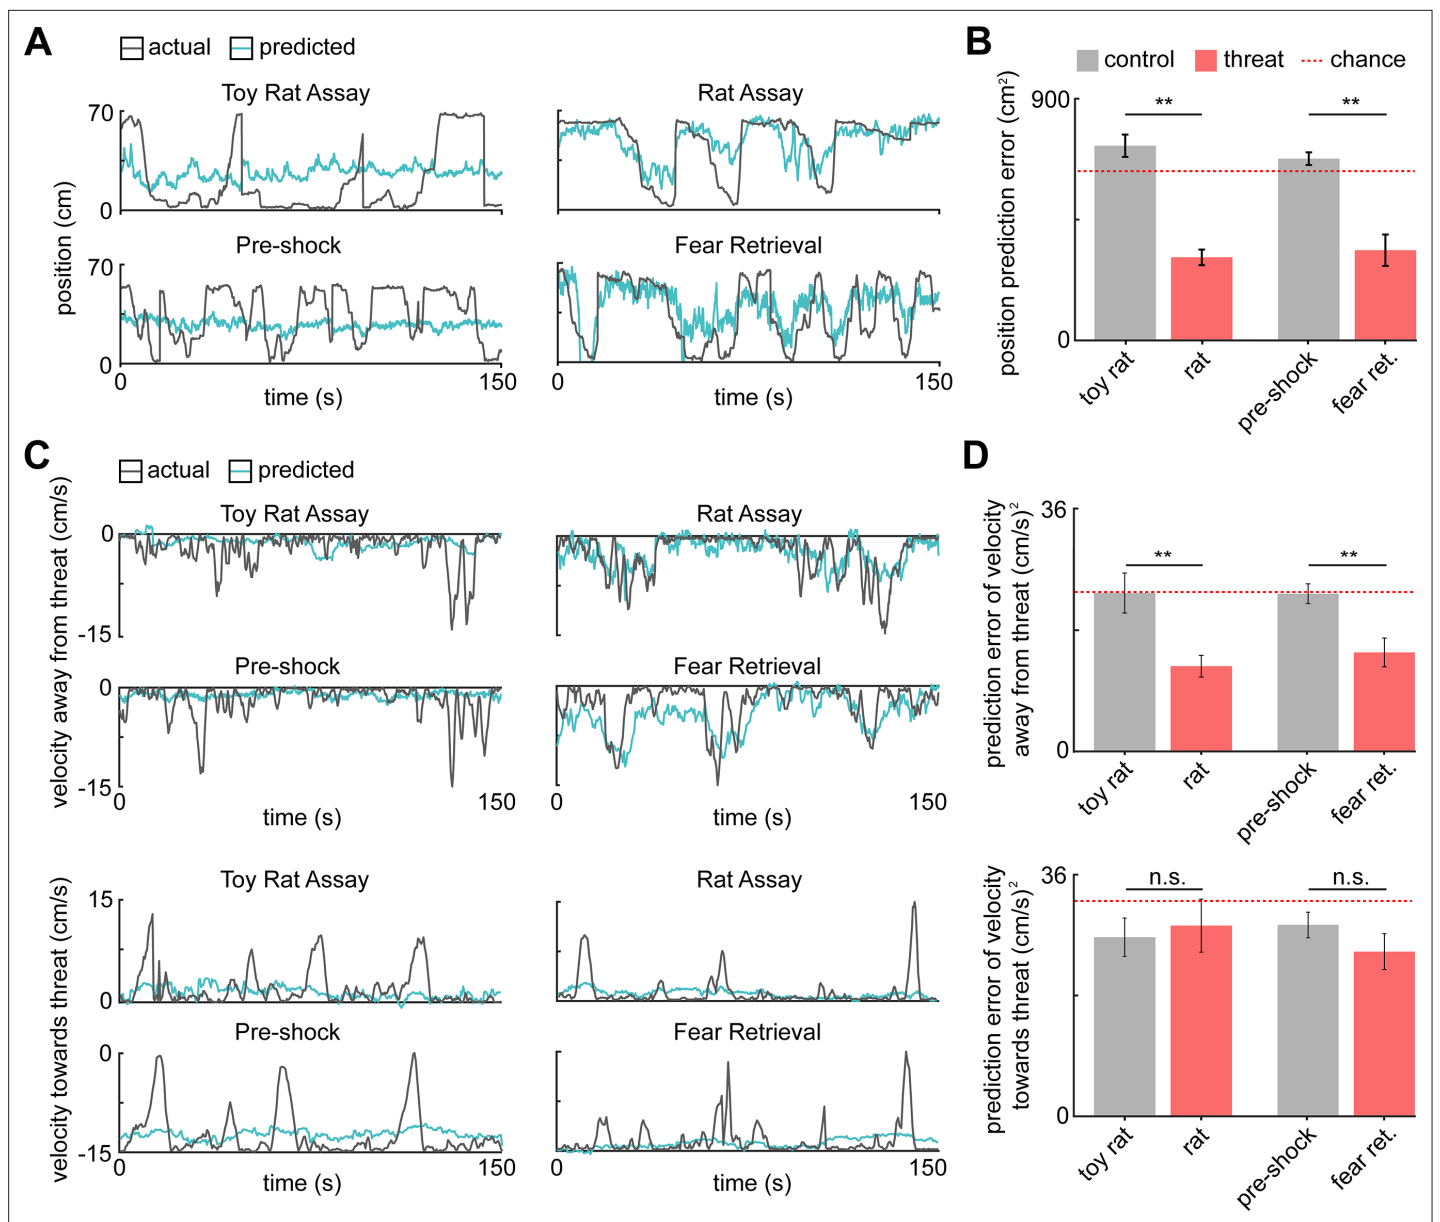 A
actual predicted
Toy Rat Assay
Rat Assay
70
0
position (cm)
Pre-shock
Fear Retrieval
70
0
0 150
0 150
time (s)
time (s)
B
control threat chance
position prediction error (cm²)
900
0
** **
toy rat rat pre-shock fear ret.
C
actual predicted
velocity away from threat (cm/s)
Toy Rat Assay
Rat Assay
0
-15
Pre-shock
Fear Retrieval
0
-15
0 150
0 150
time (s)
time (s)
velocity towards threat (cm/s)
Toy Rat Assay
Rat Assay
15
0
Pre-shock
Fear Retrieval
0
-15
0 150
0 150
time (s)
time (s)
D
prediction error of velocity
away from threat (cm/s)²
36
0
** **
toy rat rat pre-shock fear ret.
prediction error of velocity
towards threat (cm/s)²
36
0
n.s. n.s.
toy rat rat pre-shock fear ret.